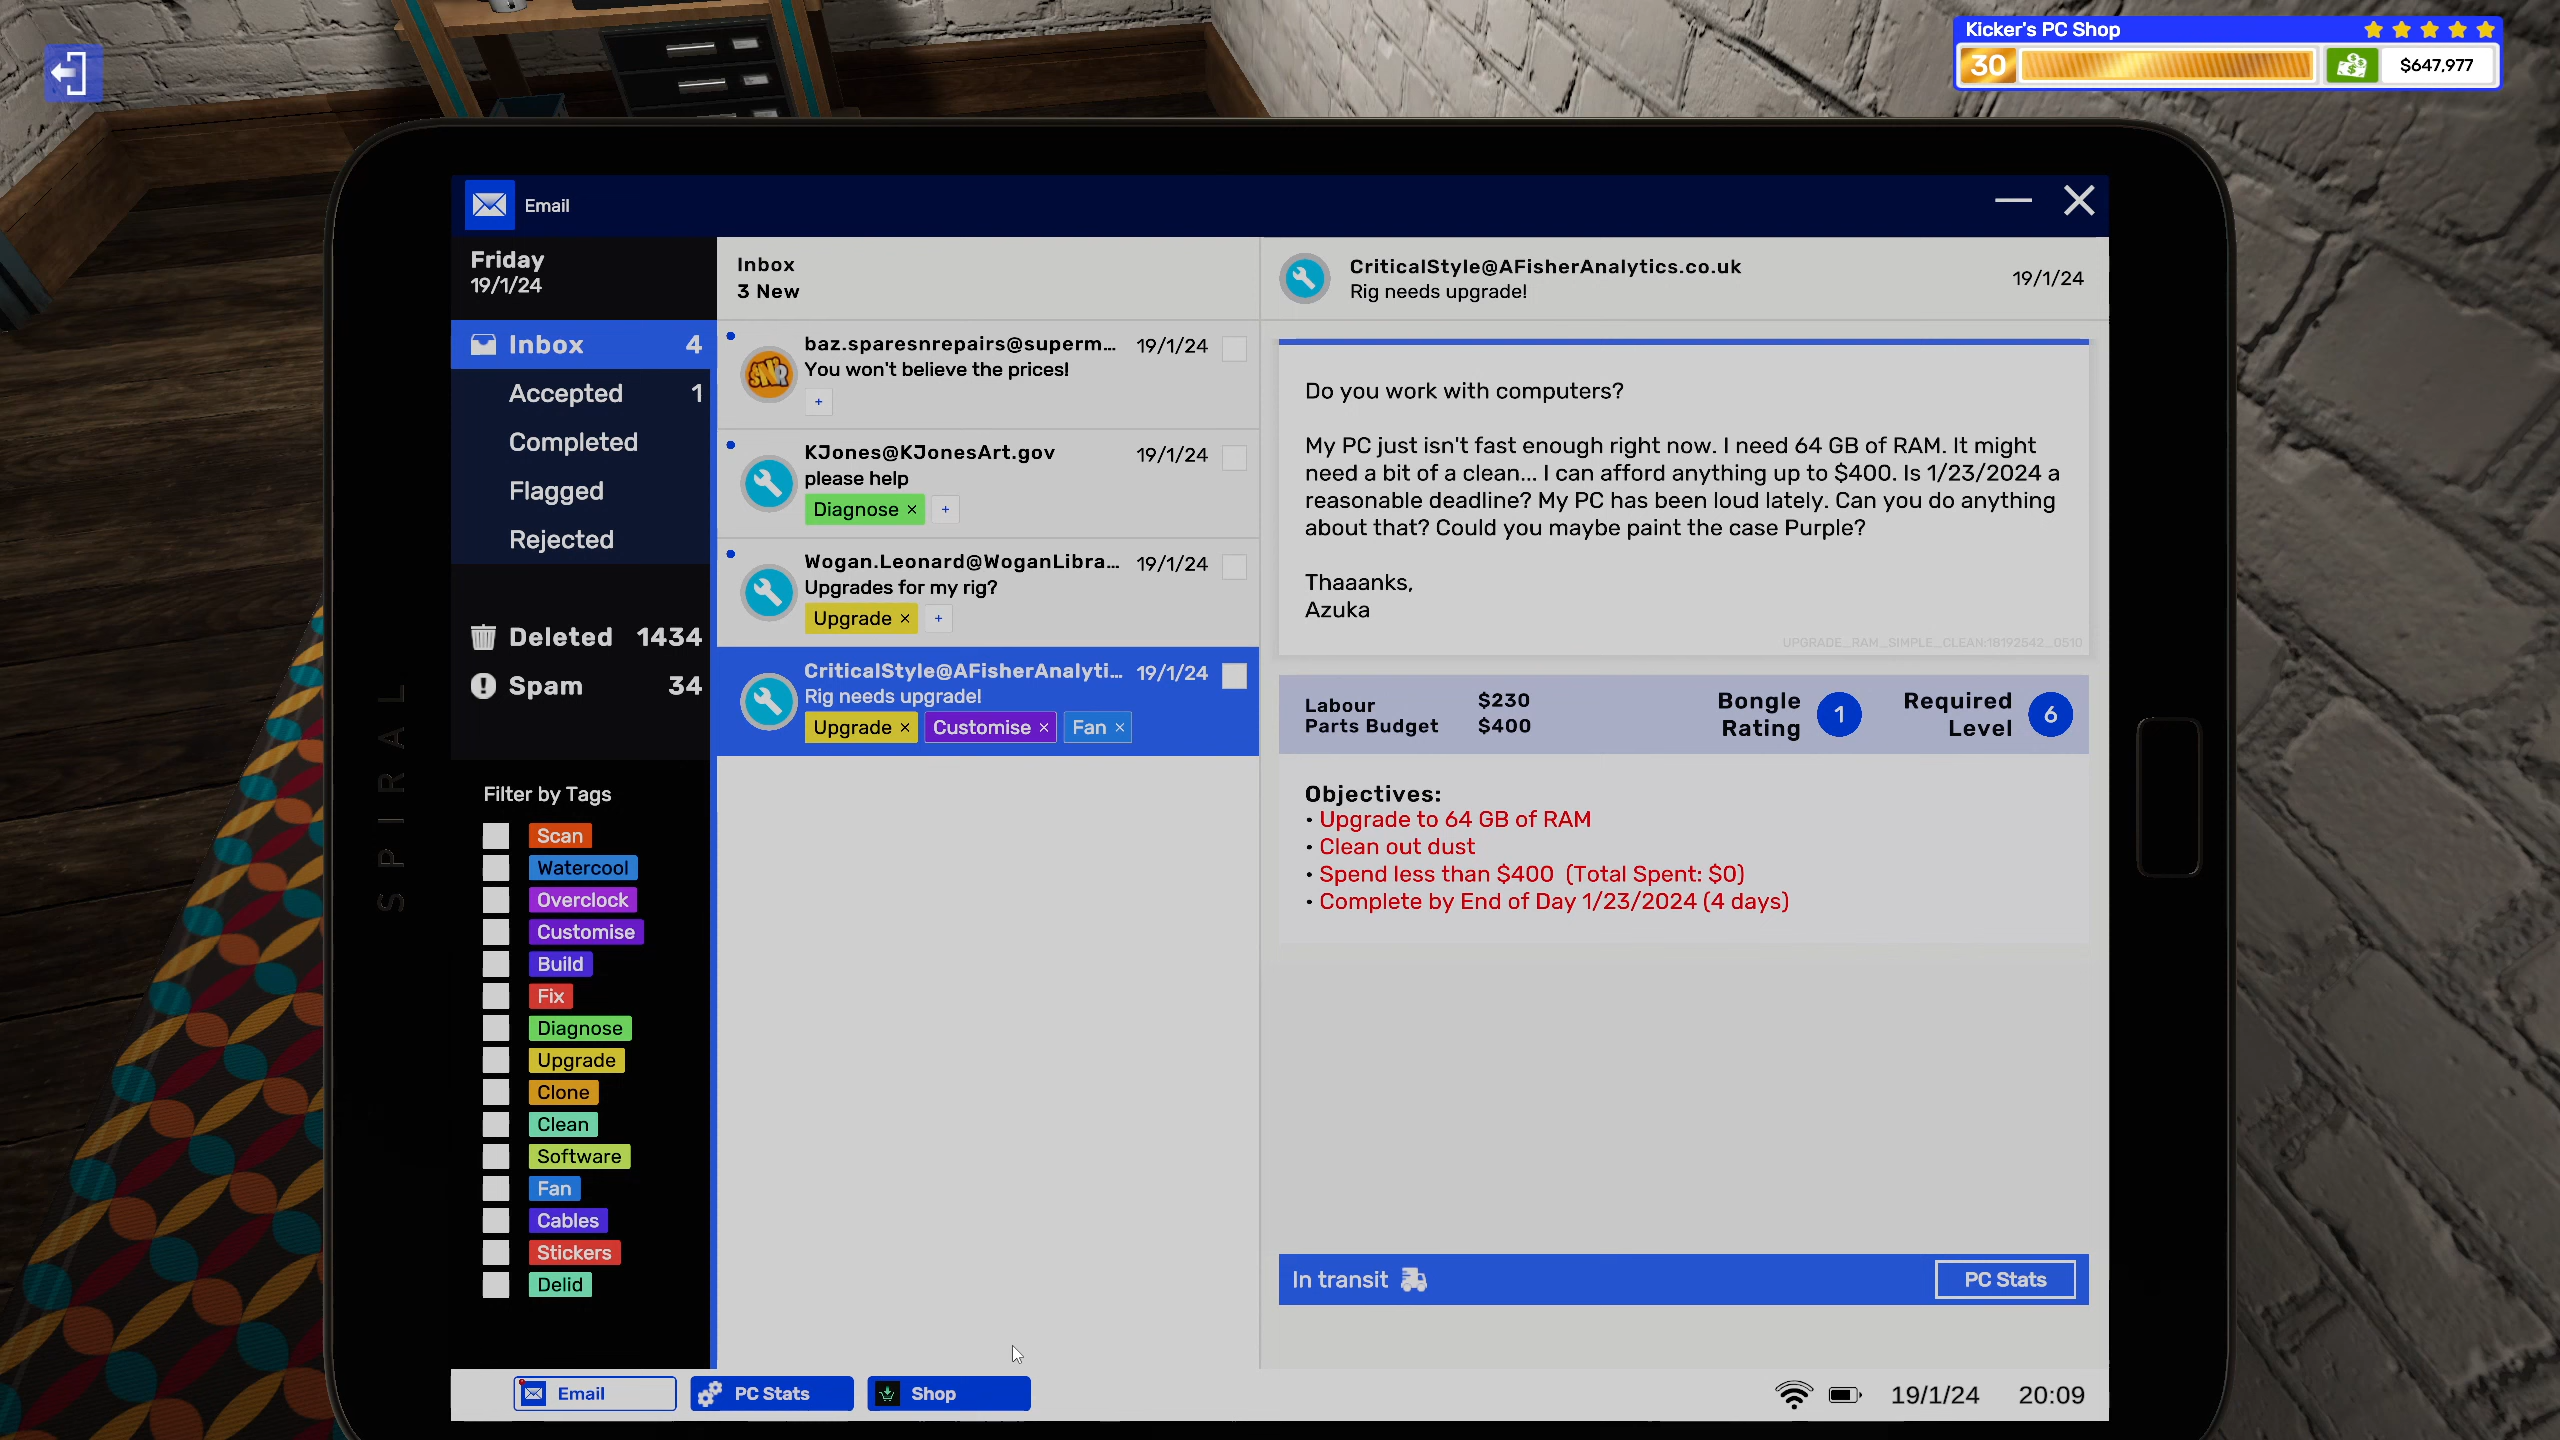 Kicker's PC Shop
30
$647,977
Email
Friday
19/1/24
Inbox 4
Accepted 1
Completed
Flagged
Rejected
Deleted 1434
Spam 34
Filter by Tags
Scan
Watercool
Overclock
Customise
Build
Fix
Diagnose
Upgrade
Clone
Clean
Software
Fan
Cables
Stickers
Delid
Inbox
3 New
baz.sparesnrepairs@superm... 19/1/24
SNR
You won't believe the prices!
+
KJones@KJonesArt.gov 19/1/24
please help
Diagnose × +
Wogan.Leonard@WoganLibra... 19/1/24
Upgrades for my rig?
Upgrade × +
CriticalStyle@AFisherAnalyti... 19/1/24
Rig needs upgrade!
Upgrade × Customise × Fan ×
CriticalStyle@AFisherAnalytics.co.uk
Rig needs upgrade!
19/1/24
Do you work with computers?
My PC just isn't fast enough right now. I need 64 GB of RAM. It might
need a bit of a clean... I can afford anything up to $400. Is 1/23/2024 a
reasonable deadline? My PC has been loud lately. Can you do anything
about that? Could you maybe paint the case Purple?
Thaaanks,
Azuka
UPGRADE_RAM_SIMPLE_CLEAN:18192542_0510
Labour $230
Parts Budget $400
Bongle
Rating 1
Required
Level 6
Objectives:
• Upgrade to 64 GB of RAM
• Clean out dust
• Spend less than $400 (Total Spent: $0)
• Complete by End of Day 1/23/2024 (4 days)
In transit
PC Stats
SPIRAL
Email
PC Stats
Shop
19/1/24 20:09